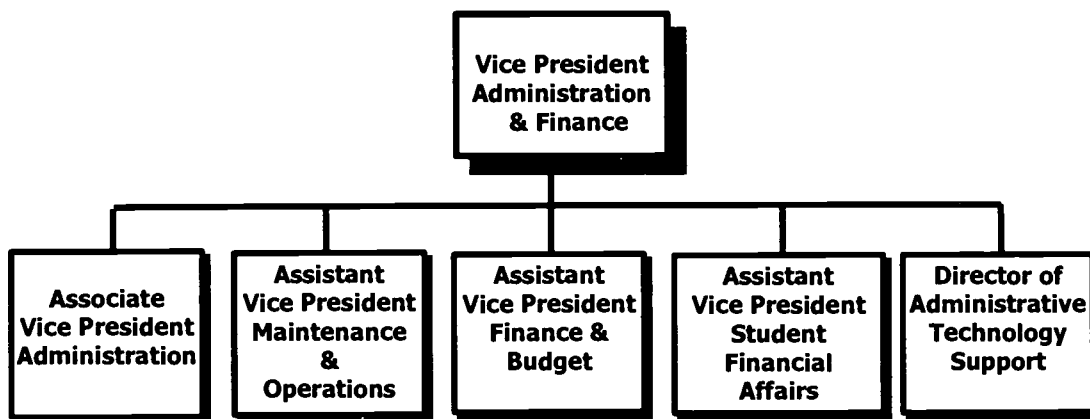 Vice President
Administration
& Finance
Associate
Vice President
Administration
Assistant
Vice President
Maintenance
&
Operations
Assistant
Vice President
Finance &
Budget
Assistant
Vice President
Student
Financial
Affairs
Director of
Administrative
Technology
Support